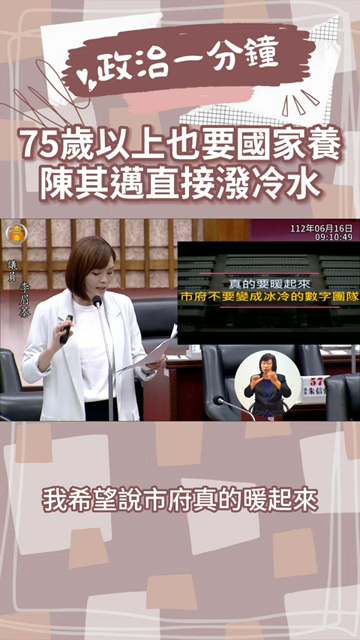 政治一分鐘
75歲以上也要國家養
陳其邁直接潑冷水
112年06月16日
09:10:49
議員 李眉蓁
真的要暖起來
市府不要變成冰冷的數字團隊
我希望說市府真的暖起來